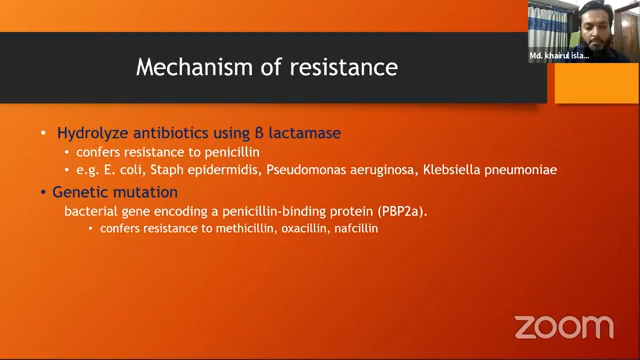 Md. khairul isla...
Mechanism of resistance
• Hydrolyze antibiotics using β lactamase
• confers resistance to penicillin
• e.g. E. coli, Staph epidermidis, Pseudomonas aeruginosa, Klebsiella pneumoniae
• Genetic mutation
bacterial gene encoding a penicillin-binding protein (PBP2a).
• confers resistance to methicillin, oxacillin, nafcillin
zoom